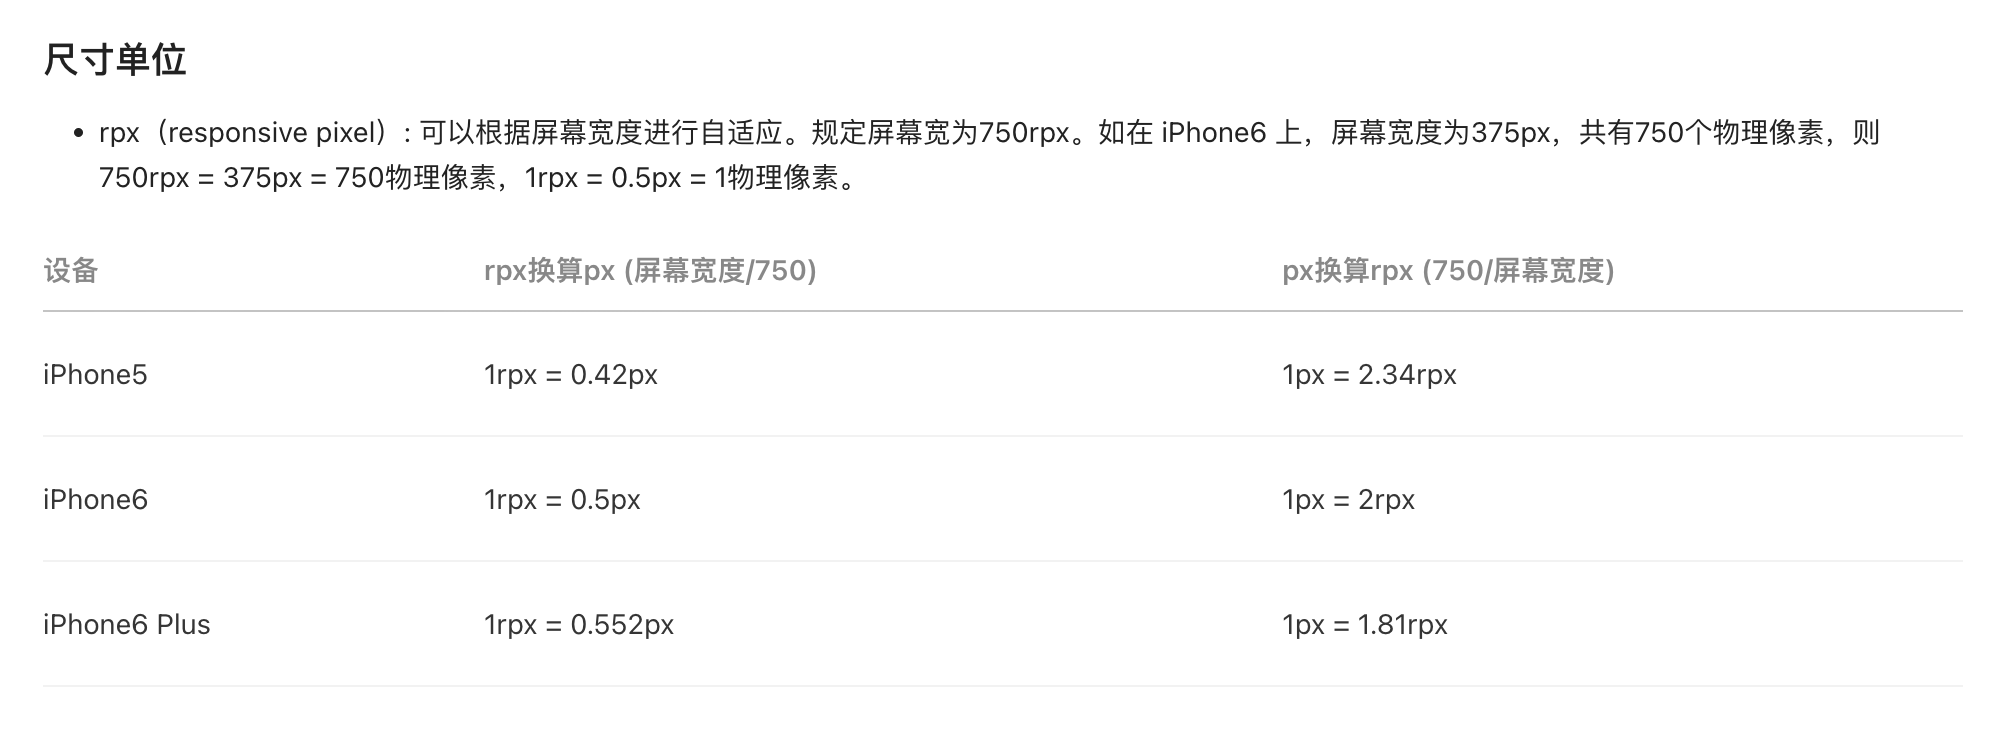 尺寸单位
• rpx（responsive pixel）: 可以根据屏幕宽度进行自适应。规定屏幕宽为750rpx。如在 iPhone6 上，屏幕宽度为375px，共有750个物理像素，则
750rpx = 375px = 750物理像素，1rpx = 0.5px = 1物理像素。
设备 rpx换算px (屏幕宽度/750) px换算rpx (750/屏幕宽度)
iPhone5 1rpx = 0.42px 1px = 2.34rpx
iPhone6 1rpx = 0.5px 1px = 2rpx
iPhone6 Plus 1rpx = 0.552px 1px = 1.81rpx